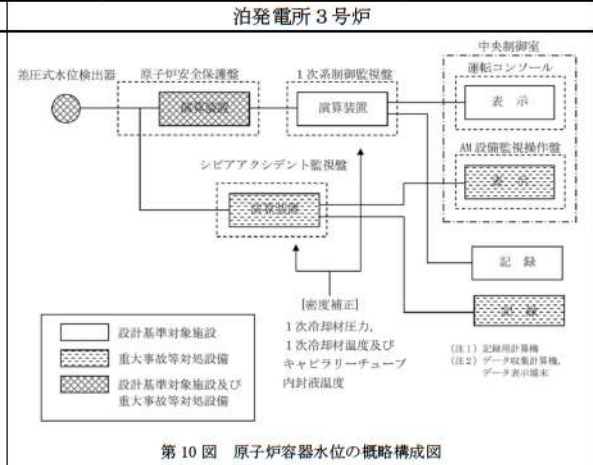 泊発電所3号炉
中央制御室
運転コンソール
差圧式水位検出器
原子炉安全保護盤
1次系制御監視盤
演算装置
演算装置
表 示
AM設備監視操作盤
シビアアクシデント監視盤
表 示
演算装置
記 録
[密度補正]
1次冷却材圧力,
1次冷却材温度及び
キャピラリーチューブ
内封液温度
記 録
(注1)記録用計算機
(注2)データ収集計算機,
データ表示端末
設計基準対象施設
重大事故等対処設備
設計基準対象施設及び
重大事故等対処設備
第10図 原子炉容器水位の概略構成図